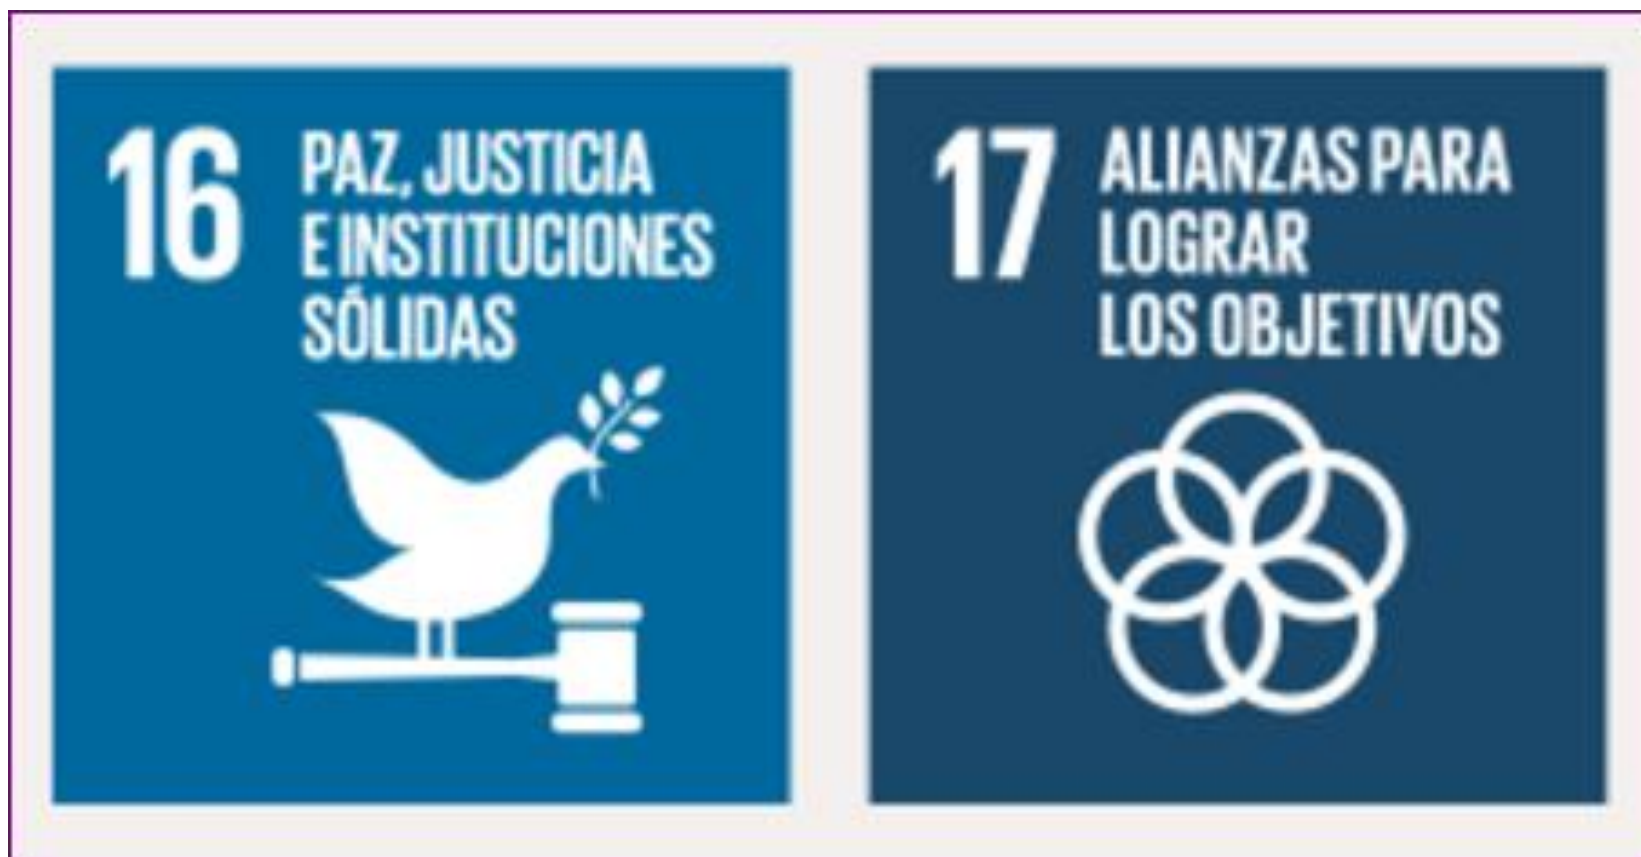 16
PAZ, JUSTICIA
E INSTITUCIONES
SÓLIDAS
17
ALIANZAS PARA
LOGRAR
LOS OBJETIVOS